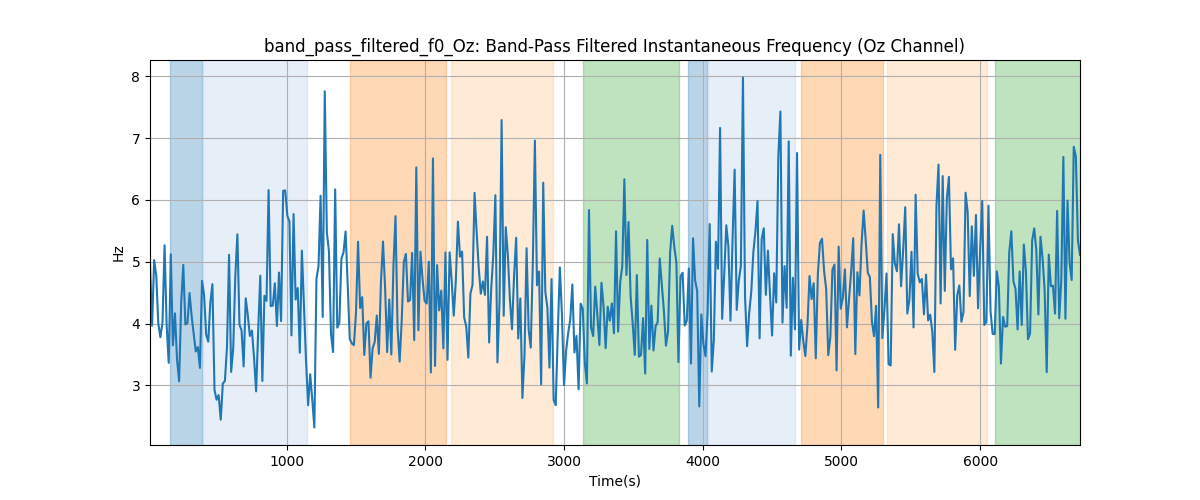 band_pass_filtered_f0_Oz: Band-Pass Filtered Instantaneous Frequency (Oz Channel)
8
7
6
5
4
3
Hz
1000 2000 3000 4000 5000 6000
Time(s)